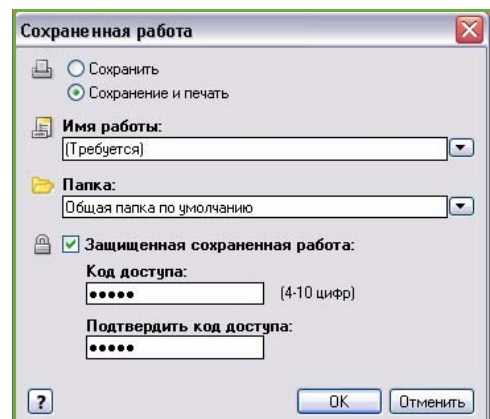 Сохраненная работа
Сохранить
Сохранение и печать
Имя работы:
(Требуется)
Папка:
Общая папка по умолчанию
Защищенная сохраненная работа:
Код доступа:
●●●●● (4-10 цифр)
Подтвердить код доступа:
●●●●●
? OK Отменить